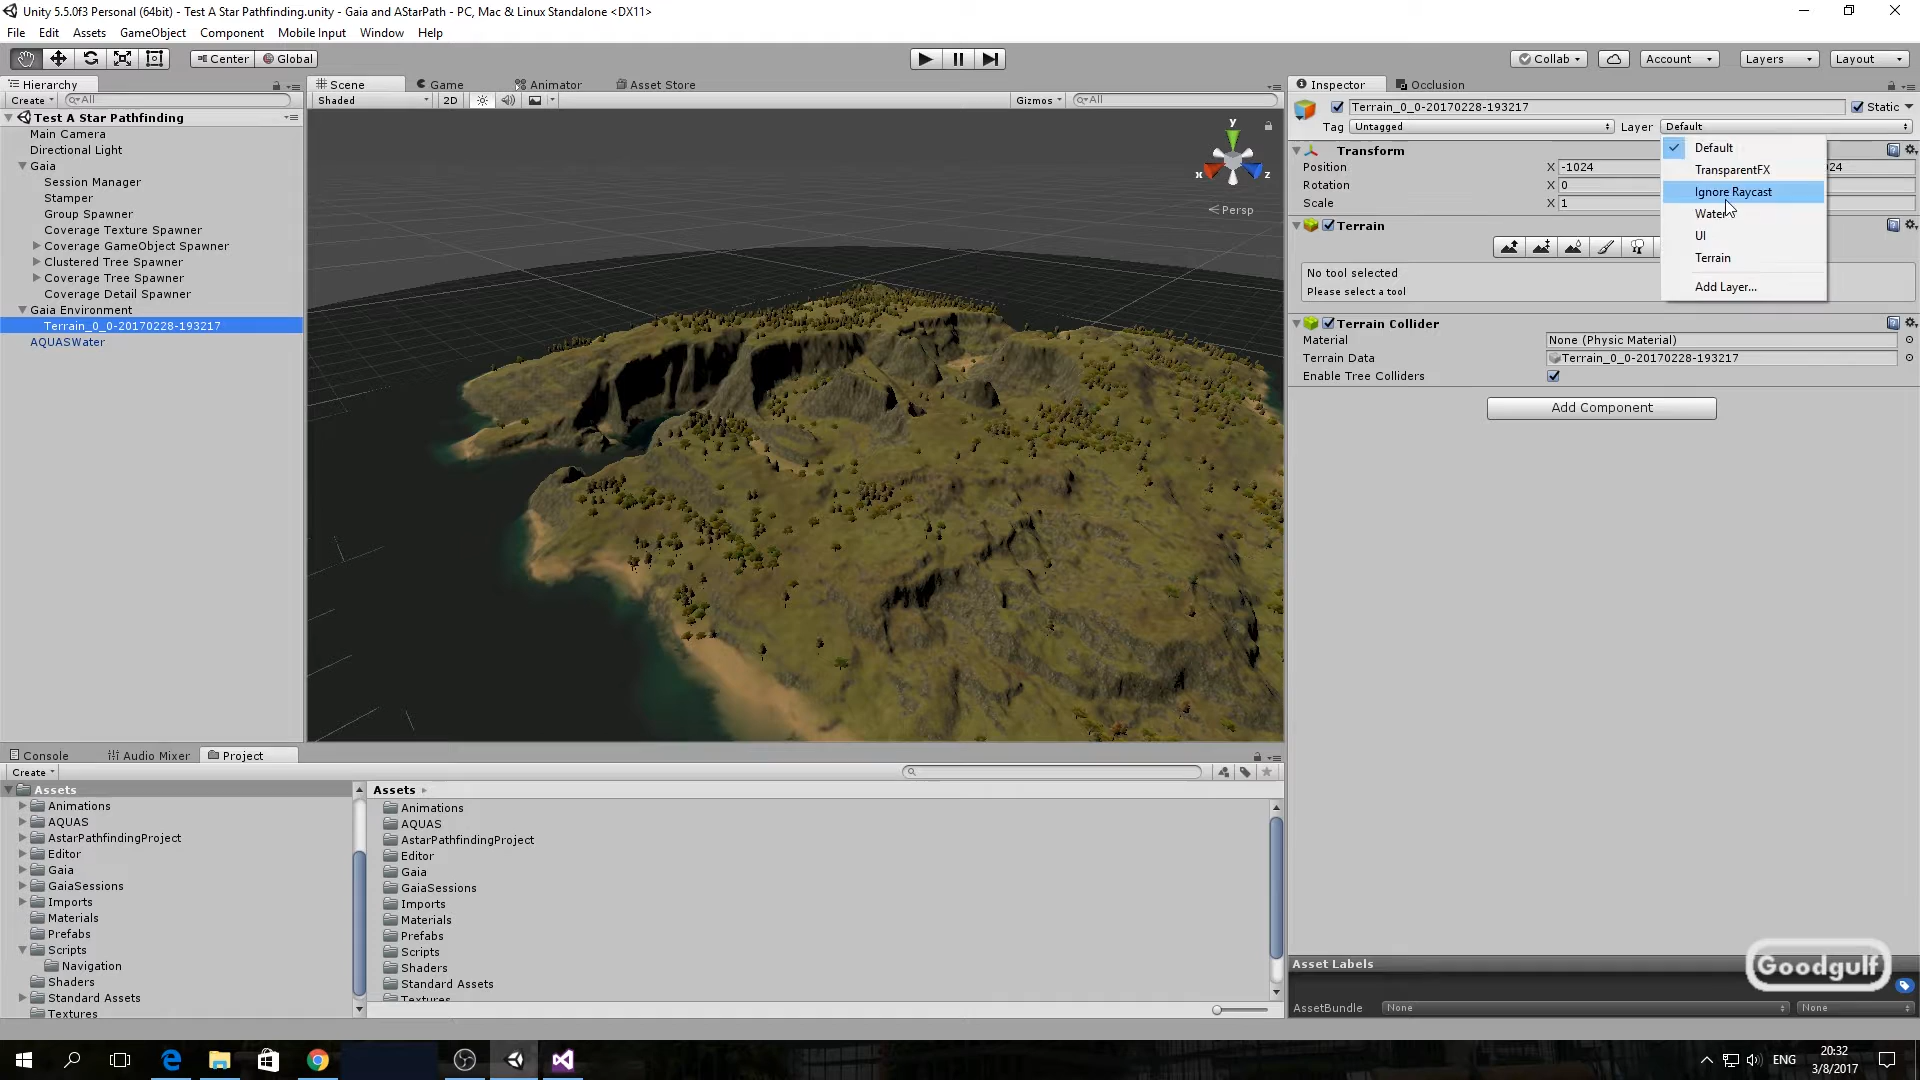 Unity 5.5.0f3 Personal (64bit) - Test A Star Pathfinding.unity - Gaia and AStarPath - PC, Mac & Linux Standalone <DX11>
File Edit Assets GameObject Component Mobile Input Window Help
Center Global Collab Account Layers Layout
Hierarchy Scene Game Animator Asset Store Inspector Occlusion
Create All Shaded 2D Gizmos All
Terrain_0_0-20170228-193217 Static
Tag Untagged Layer Default
Test A Star Pathfinding
Main Camera
Directional Light
Gaia
Session Manager
Stamper
Group Spawner
Coverage Texture Spawner
Coverage GameObject Spawner
Clustered Tree Spawner
Coverage Tree Spawner
Coverage Detail Spawner
Gaia Environment
Terrain_0_0-20170228-193217
AQUASWater
y
x z
Persp
Transform
Position X -1024 24
Rotation X 0
Scale X 1
Default
TransparentFX
Ignore Raycast
Water
UI
Terrain
Add Layer...
Terrain
No tool selected
Please select a tool
Terrain Collider
Material None (Physic Material)
Terrain Data Terrain_0_0-20170228-193217
Enable Tree Colliders
Add Component
Console Audio Mixer Project
Create
Assets
Animations
AQUAS
AstarPathfindingProject
Editor
Gaia
GaiaSessions
Imports
Materials
Prefabs
Scripts
Navigation
Shaders
Standard Assets
Textures
Assets
Animations
AQUAS
AstarPathfindingProject
Editor
Gaia
GaiaSessions
Imports
Materials
Prefabs
Scripts
Shaders
Standard Assets
Textures
Asset Labels
Goodgulf
AssetBundle None None
ENG
20:32
3/8/2017